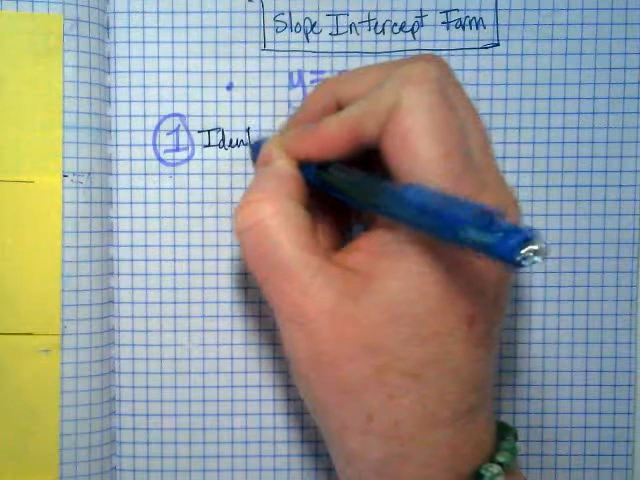 Slope Intercept Form
y=
1 Iden